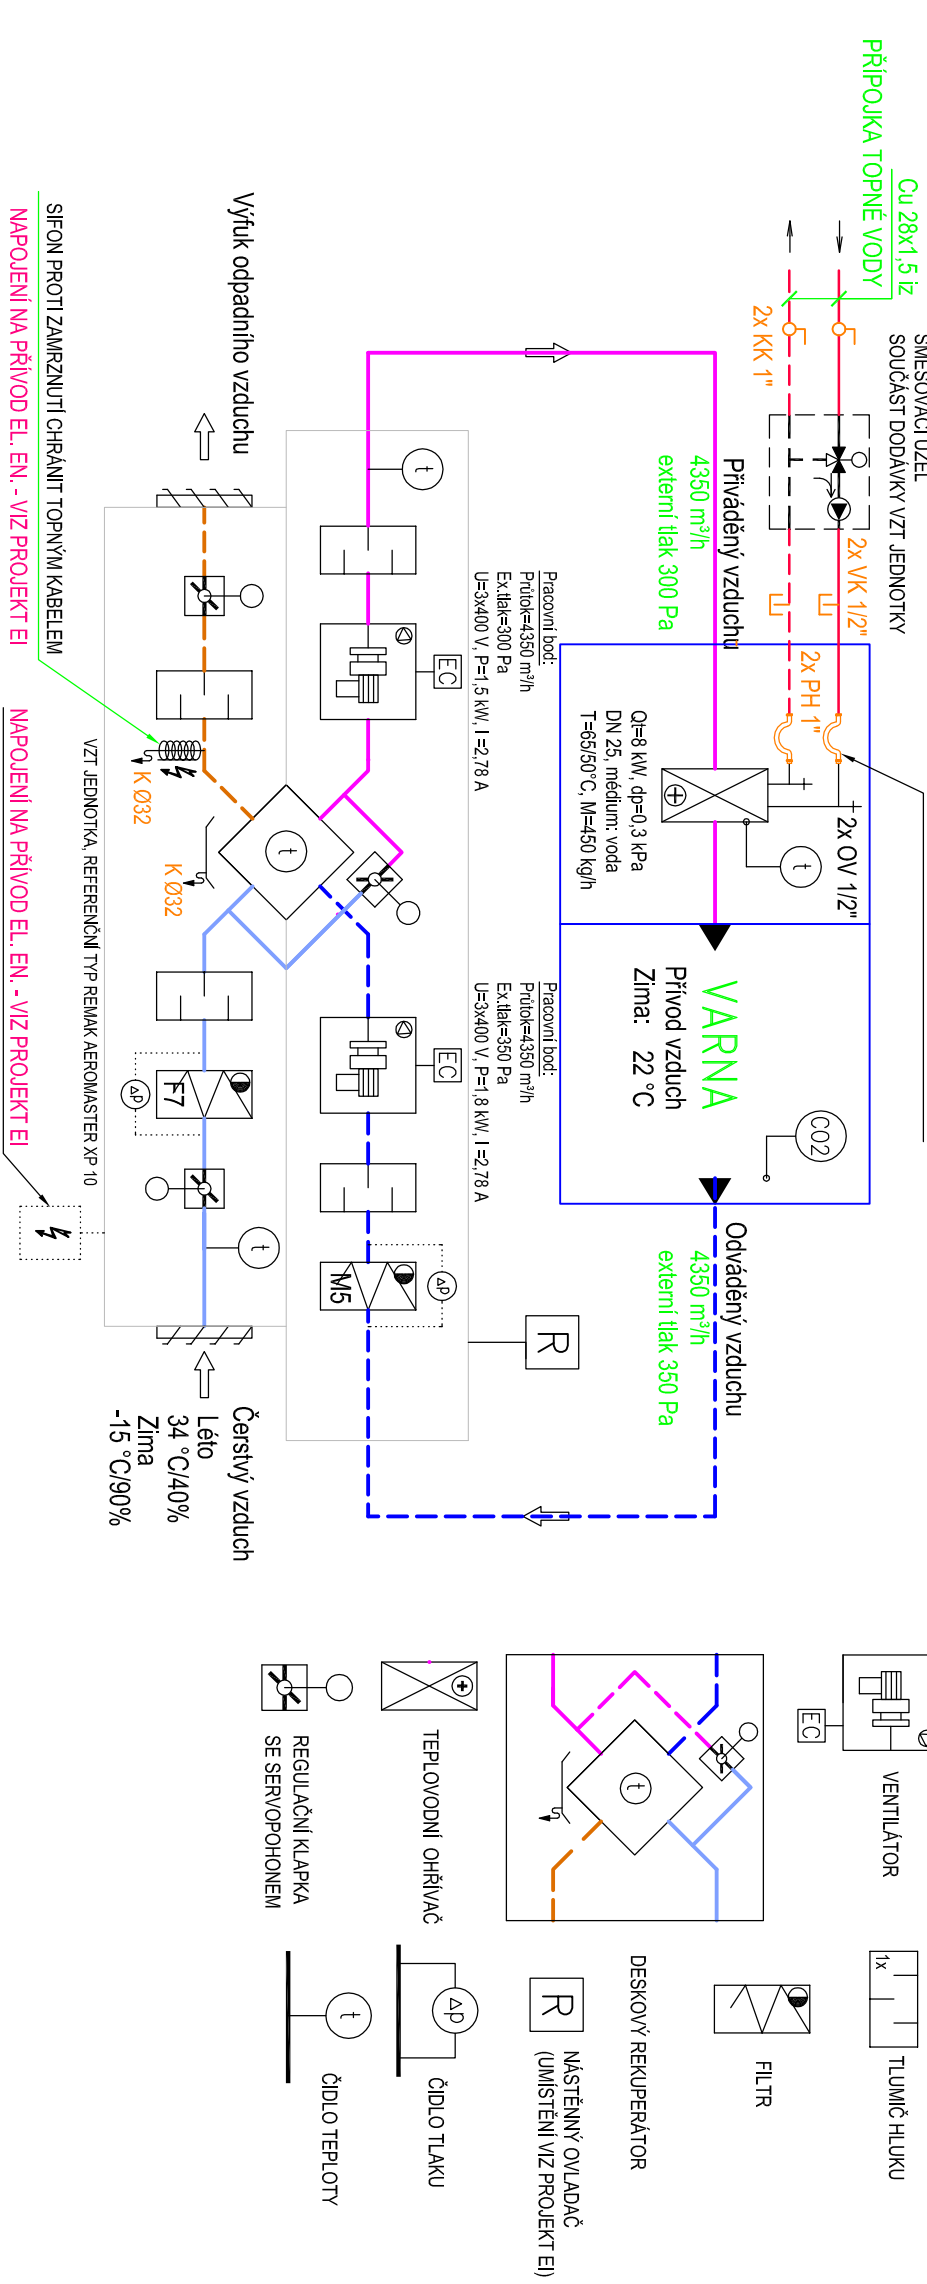 Cu 28x1,5 iz
PŘÍPOJKA TOPNÉ VODY
SMĚŠOVACÍ UZEL
SOUČÁST DODÁVKY VZT JEDNOTKY
2x KK 1"
2x VK 1/2"
2x PH 1"
2x OV 1/2"
Přiváděný vzduchu
4350 m³/h
externí tlak 300 Pa
Qt=8 kW, dp=0,3 kPa
DN 25, médium: voda
T=65/50°C, M=450 kg/h
t
VARNA
Přívod vzduch
Zima: 22 °C
CO2
Odváděný vzduchu
4350 m³/h
externí tlak 350 Pa
Pracovní bod:
Průtok=4350 m³/h
Ex.tlak=300 Pa
U=3x400 V, P=1,5 kW, I=2,78 A
Pracovní bod:
Průtok=4350 m³/h
Ex.tlak=350 Pa
U=3x400 V, P=1,8 kW, I=2,78 A
R
t
EC
EC
Δp
M5
t
Výfuk odpadního vzduchu
K Ø32
K Ø32
F7
Δp
t
Čerstvý vzduch
Léto
34 °C/40%
Zima
-15 °C/90%
VZT JEDNOTKA, REFERENČNÍ TYP REMAK AEROMASTER XP 10
SIFON PROTI ZAMRZNUTÍ CHRÁNIT TOPNÝM KABELEM
NAPOJENÍ NA PŘÍVOD EL. EN. - VIZ PROJEKT EI
NAPOJENÍ NA PŘÍVOD EL. EN. - VIZ PROJEKT EI
EC
VENTILÁTOR
1x
TLUMIČ HLUKU
FILTR
t
DESKOVÝ REKUPERÁTOR
R
NÁSTĚNNÝ OVLADAČ
(UMÍSTĚNÍ VIZ PROJEKT EI)
TEPLOVODNÍ OHŘÍVAČ
Δp
ČIDLO TLAKU
REGULAČNÍ KLAPKA
SE SERVOPOHONEM
t
ČIDLO TEPLOTY